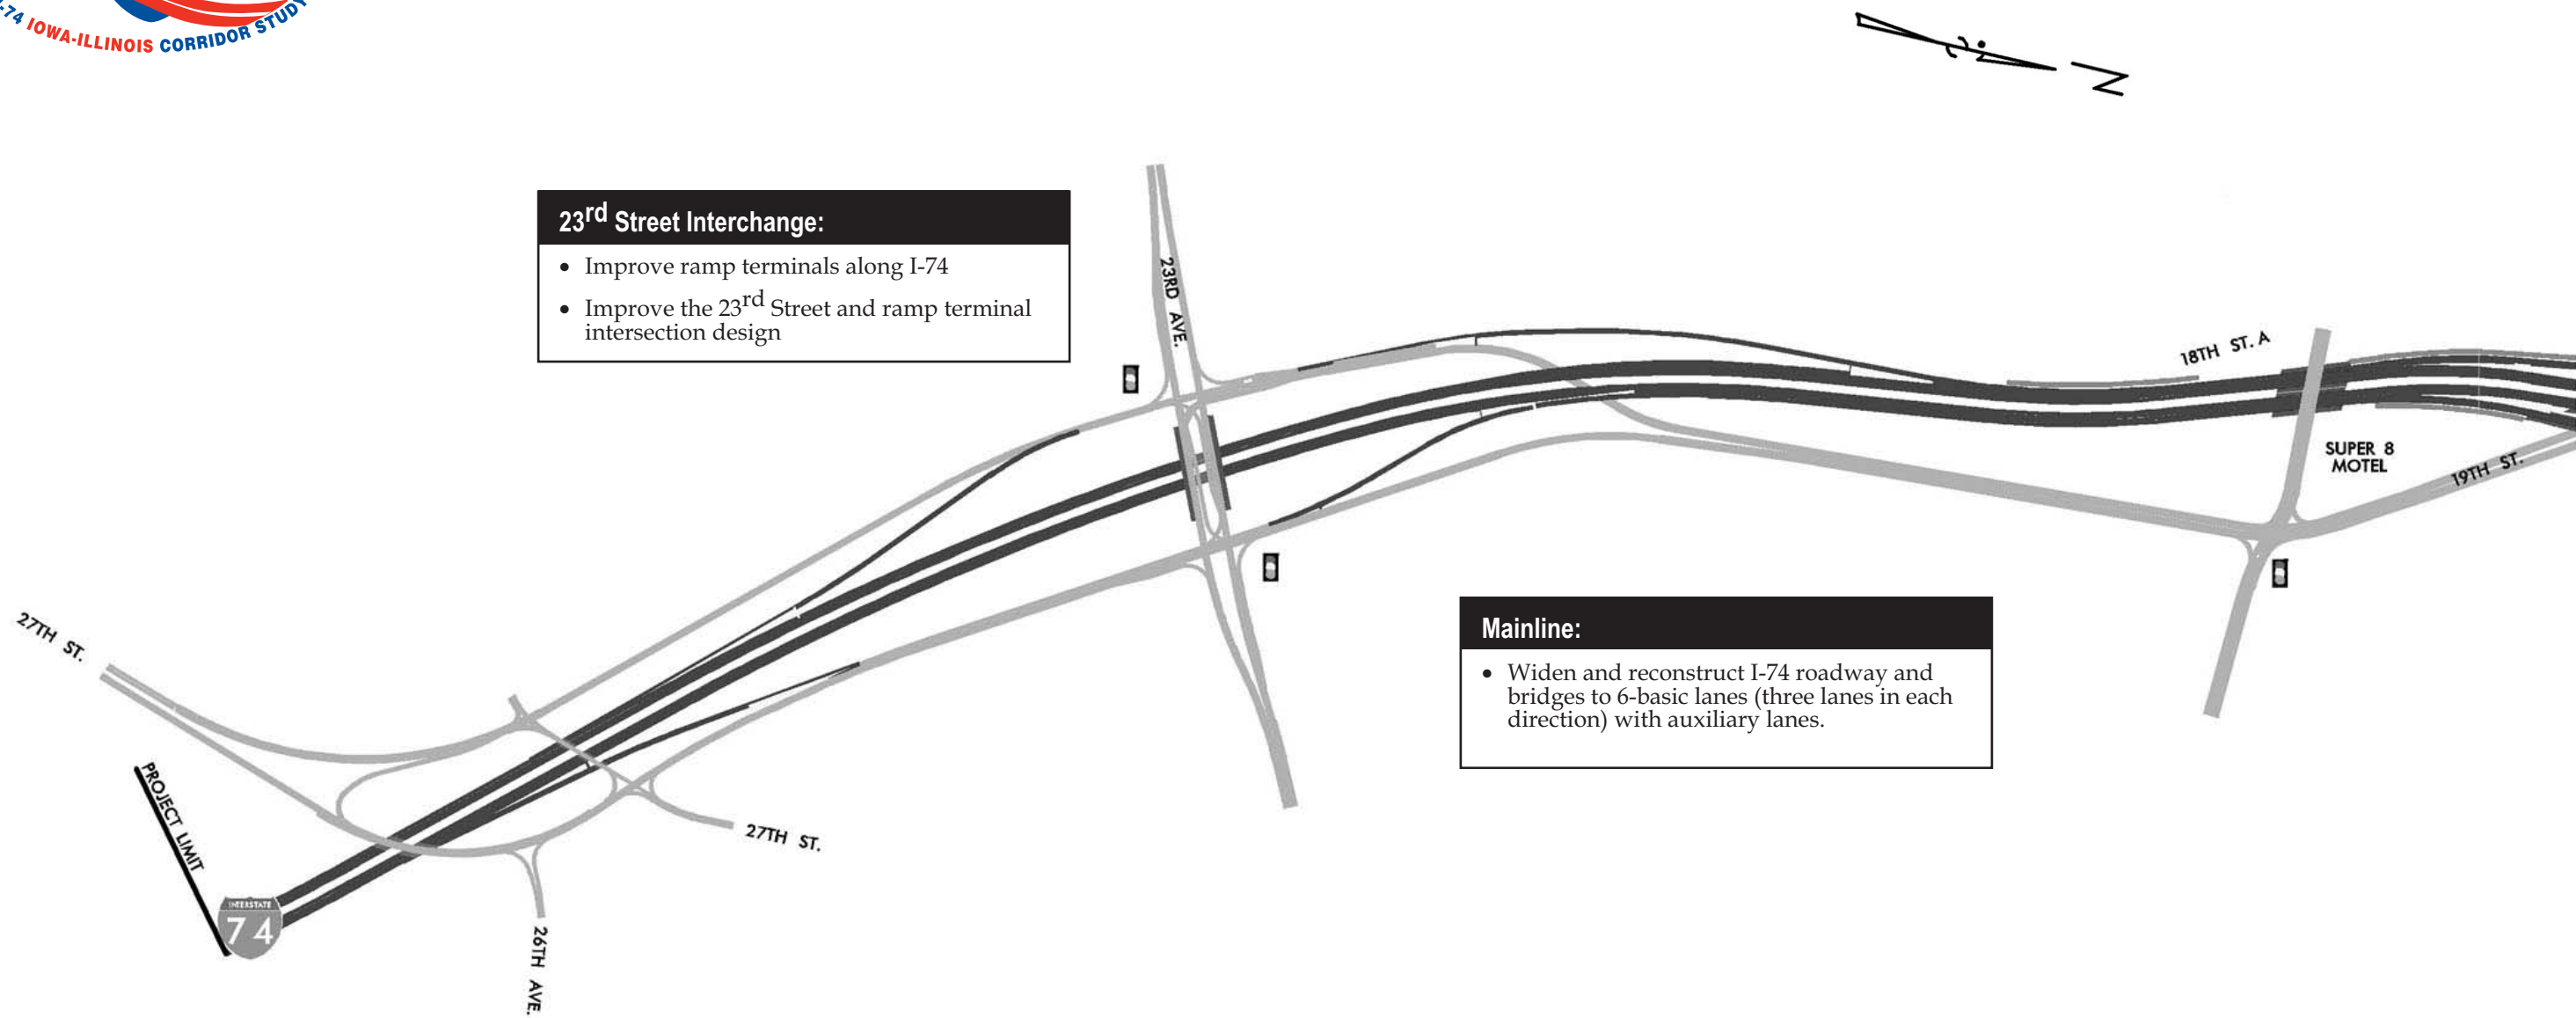 -74 IOWA-ILLINOIS CORRIDOR STUDY
N
23rd Street Interchange:
• Improve ramp terminals along I-74
• Improve the 23rd Street and ramp terminal
intersection design
23RD AVE.
18TH ST. A
SUPER 8
MOTEL
19TH ST.
Mainline:
• Widen and reconstruct I-74 roadway and
bridges to 6-basic lanes (three lanes in each
direction) with auxiliary lanes.
27TH ST.
PROJECT LIMIT
27TH ST.
INTERSTATE
74
26TH AVE.